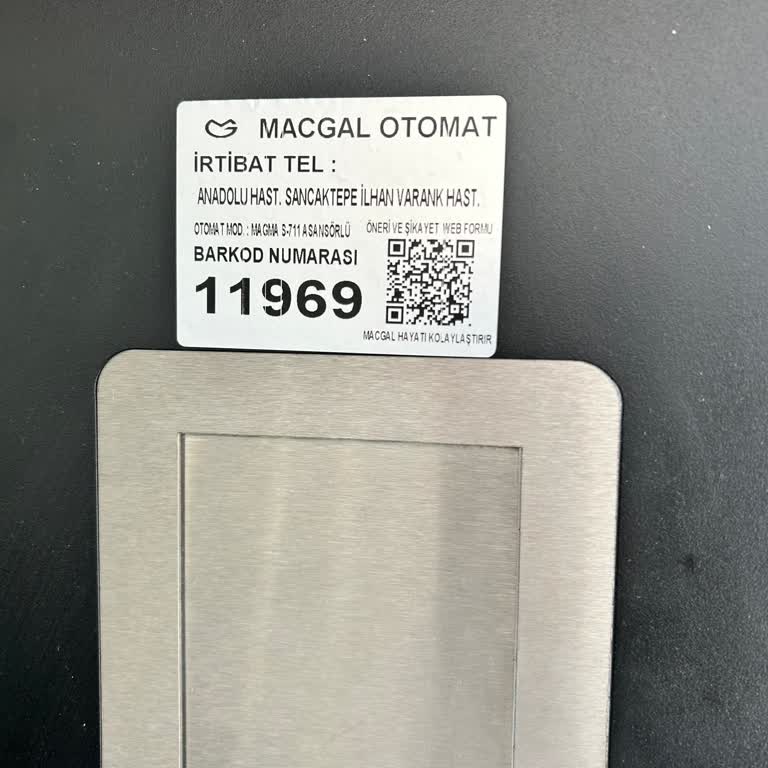 MACGAL OTOMAT
İRTİBAT TEL :
ANADOLU HAST. SANCAKTEPE İLHAN VARANK HAST.
OTOMAT MOD. : MAGMA S-711 ASANSÖRLÜ
ÖNERİ VE ŞİKAYET WEB FORMU
BARKOD NUMARASI
11969
MACGAL HAYATI KOLAYLAŞTIRIR